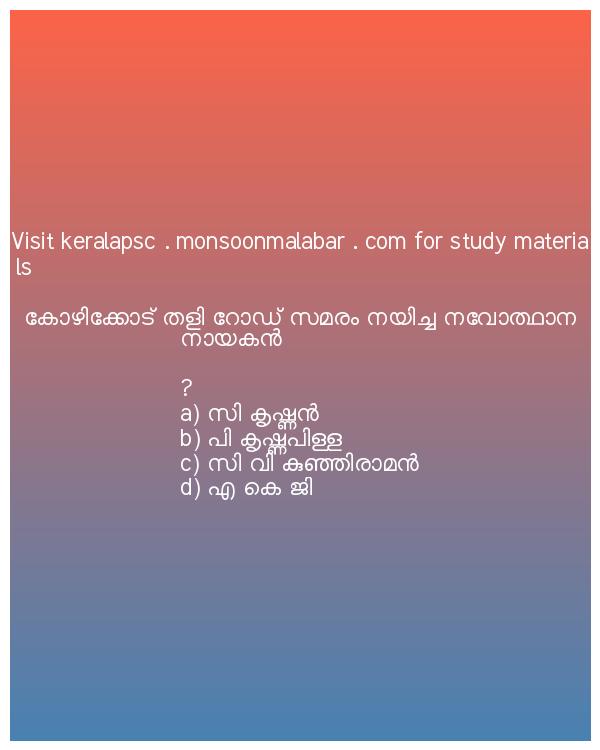 Visit keralapsc . monsoonmalabar . com for study materia
ls
കോഴിക്കോട് തളി റോഡ് സമരം നയിച്ച നവോത്ഥാന
നായകൻ
?
a) സി കൃഷ്ണൻ
b) പി കൃഷ്ണപിള്ള
c) സി വി കുഞ്ഞിരാമൻ
d) എ കെ ജി